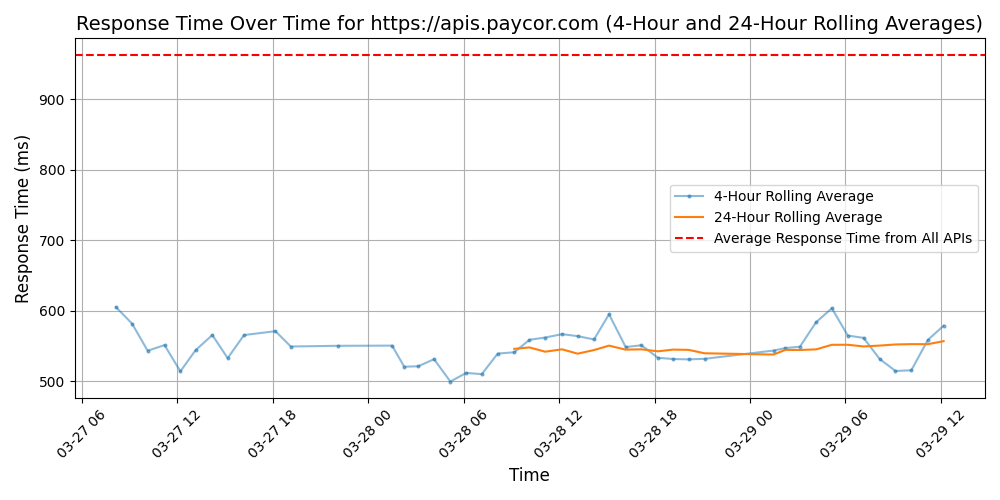 Response Time Over Time for https://apis.paycor.com (4-Hour and 24-Hour Rolling Averages)
Response Time (ms)
900
800
700
600
500
4-Hour Rolling Average
24-Hour Rolling Average
Average Response Time from All APIs
03-27 06
03-27 12
03-27 18
03-28 00
03-28 06
03-28 12
03-28 18
03-29 00
03-29 06
03-29 12
Time